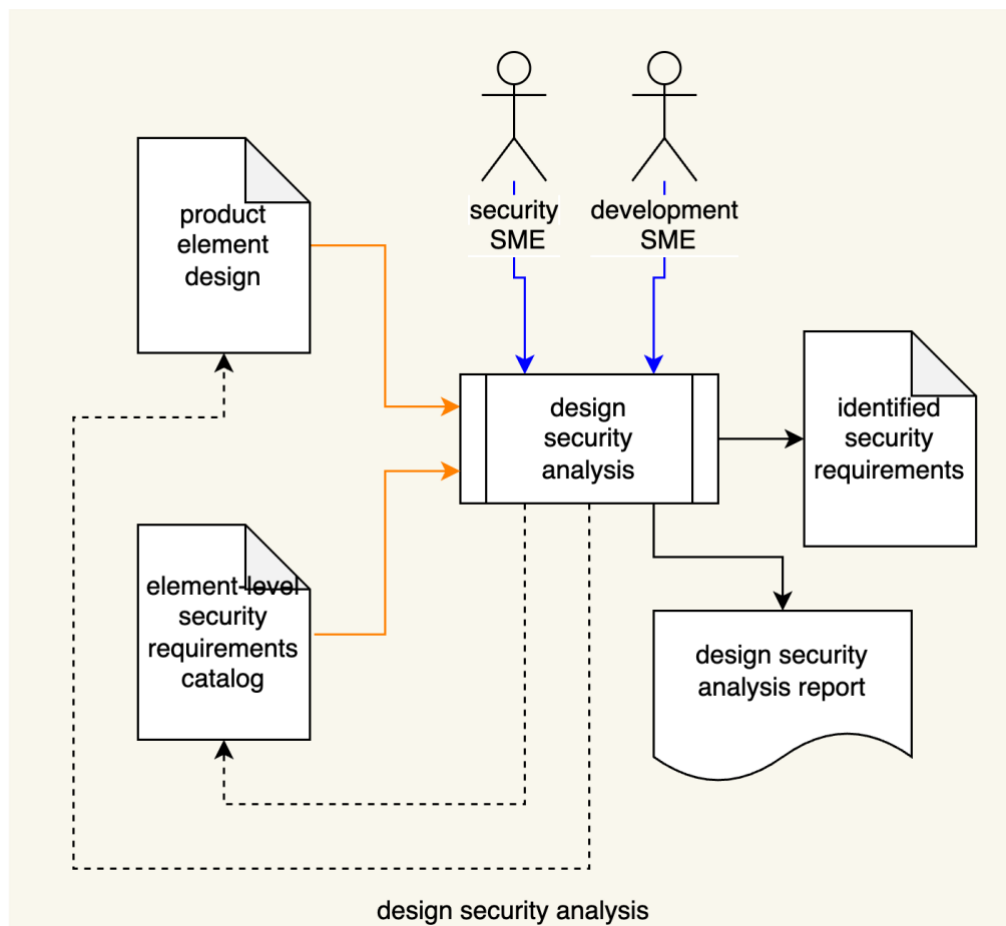 security
SME
development
SME
product
element
design
design
security
analysis
identified
security
requirements
element-level
security
requirements
catalog
design security
analysis report
design security analysis